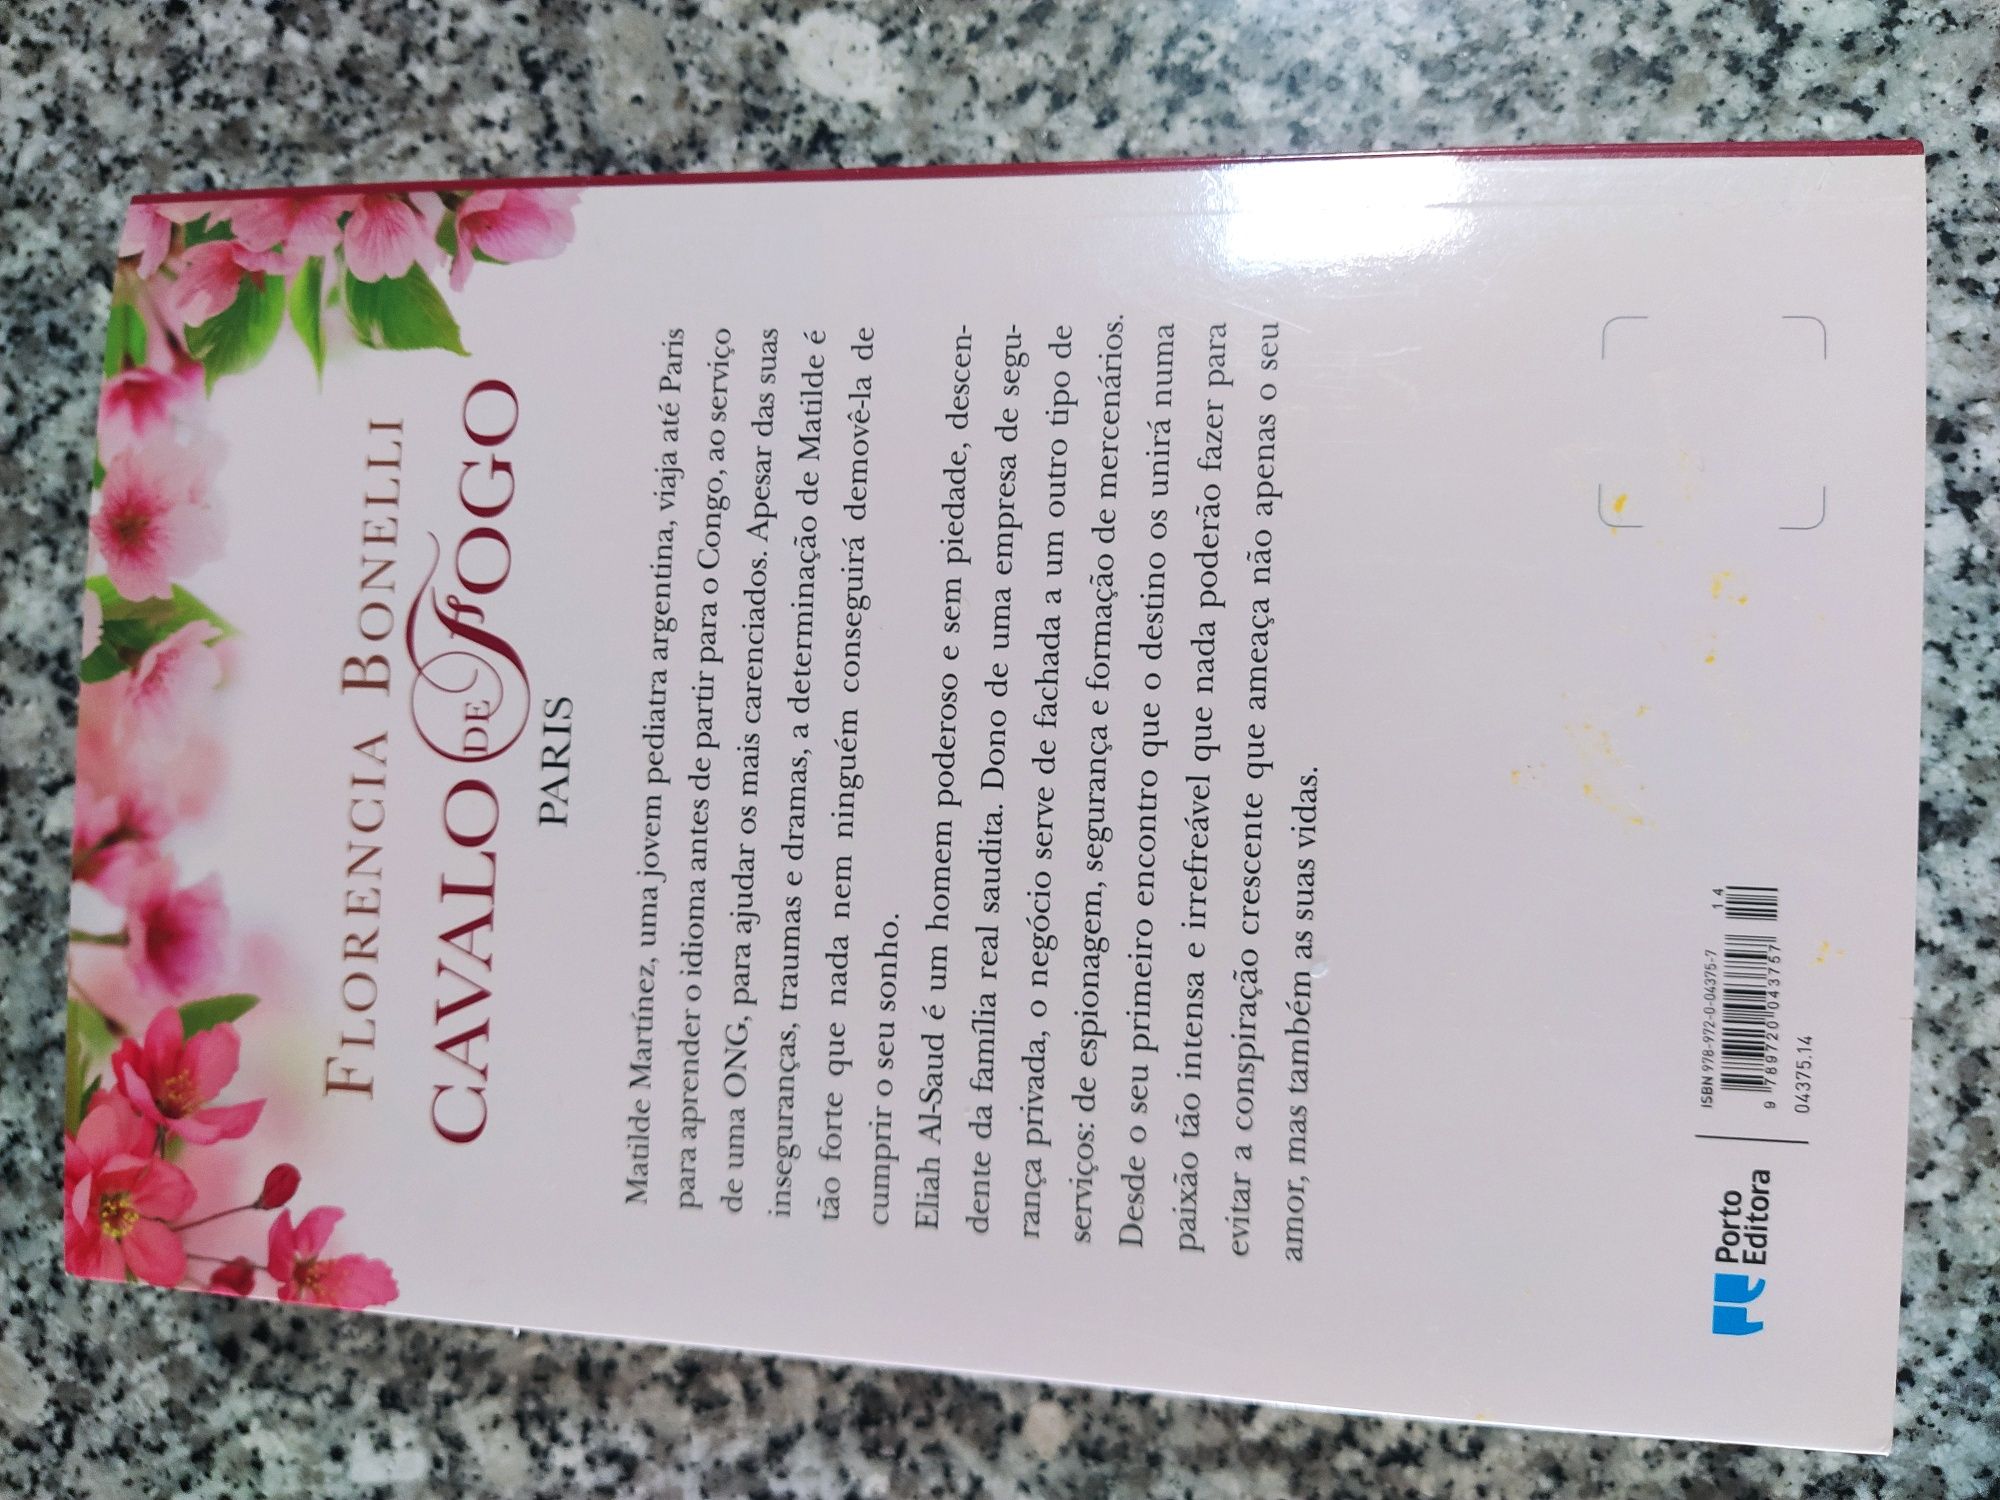 FLORENCIA BONELLI
CAVALO DE FOGO
PARIS
Matilde Martínez, uma jovem pediatra argentina, viaja até Paris
para aprender o idioma antes de partir para o Congo, ao serviço
de uma ONG, para ajudar os mais carenciados. Apesar das suas
inseguranças, traumas e dramas, a determinação de Matilde é
tão forte que nada nem ninguém conseguirá demovê-la de
cumprir o seu sonho.
Eliah Al-Saud é um homem poderoso e sem piedade, descen-
dente da família real saudita. Dono de uma empresa de segu-
rança privada, o negócio serve de fachada a um outro tipo de
serviços: de espionagem, segurança e formação de mercenários.
Desde o seu primeiro encontro que o destino os unirá numa
paixão tão intensa e irrefreável que nada poderão fazer para
evitar a conspiração crescente que ameaça não apenas o seu
amor, mas também as suas vidas.
Porto
Editora
ISBN 978-972-0-04375-7
14
9 789720 043757
04375.14